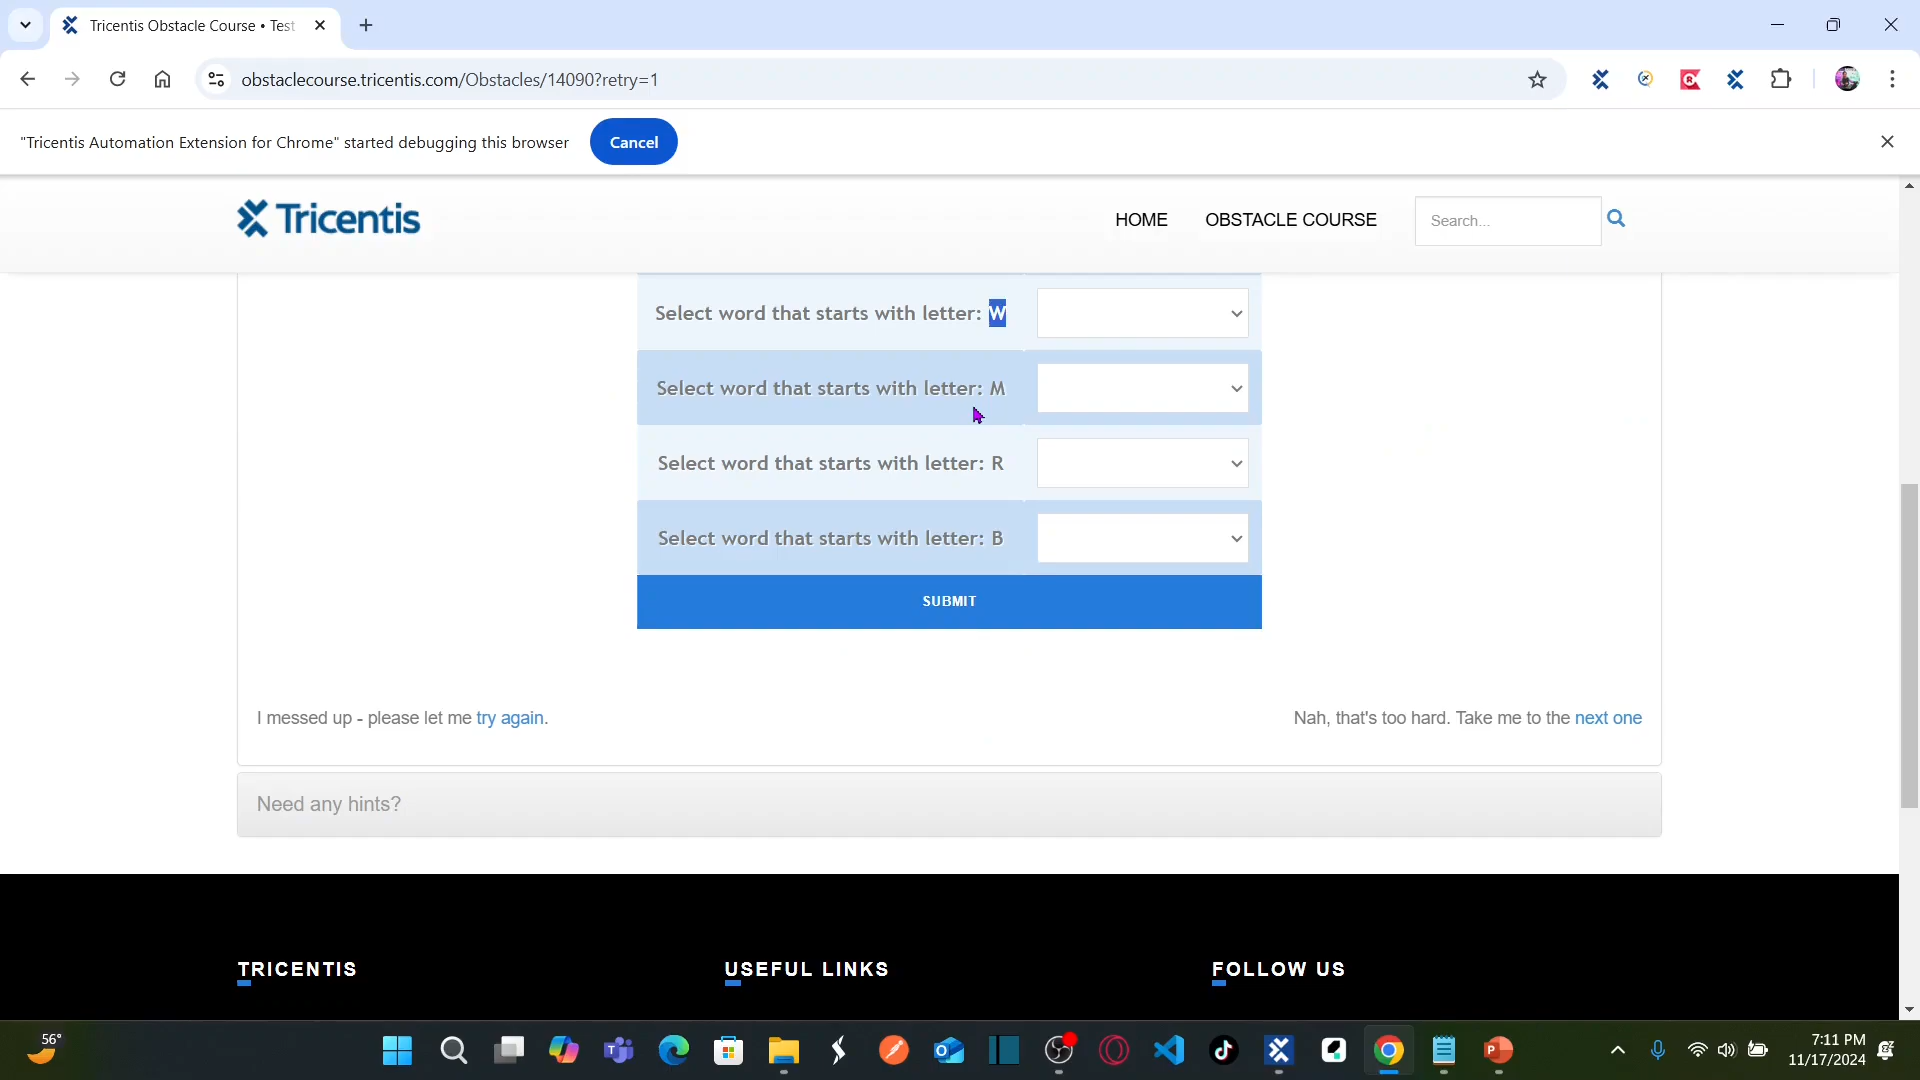 Tricentis Obstacle Course • Test
obstaclecourse.tricentis.com/Obstacles/14090?retry=1
"Tricentis Automation Extension for Chrome" started debugging this browser
Cancel
Tricentis
HOME
OBSTACLE COURSE
Search...
Select word that starts with letter: W
Select word that starts with letter: M
Select word that starts with letter: R
Select word that starts with letter: B
SUBMIT
I messed up - please let me try again.
Nah, that's too hard. Take me to the next one
Need any hints?
TRICENTIS
USEFUL LINKS
FOLLOW US
56°
7:11 PM
11/17/2024